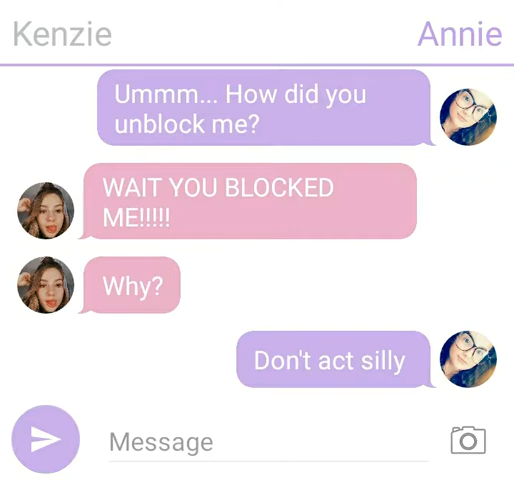 Kenzie
Annie
Ummm... How did you
unblock me?
WAIT YOU BLOCKED
ME!!!!!
Why?
Don't act silly
Message